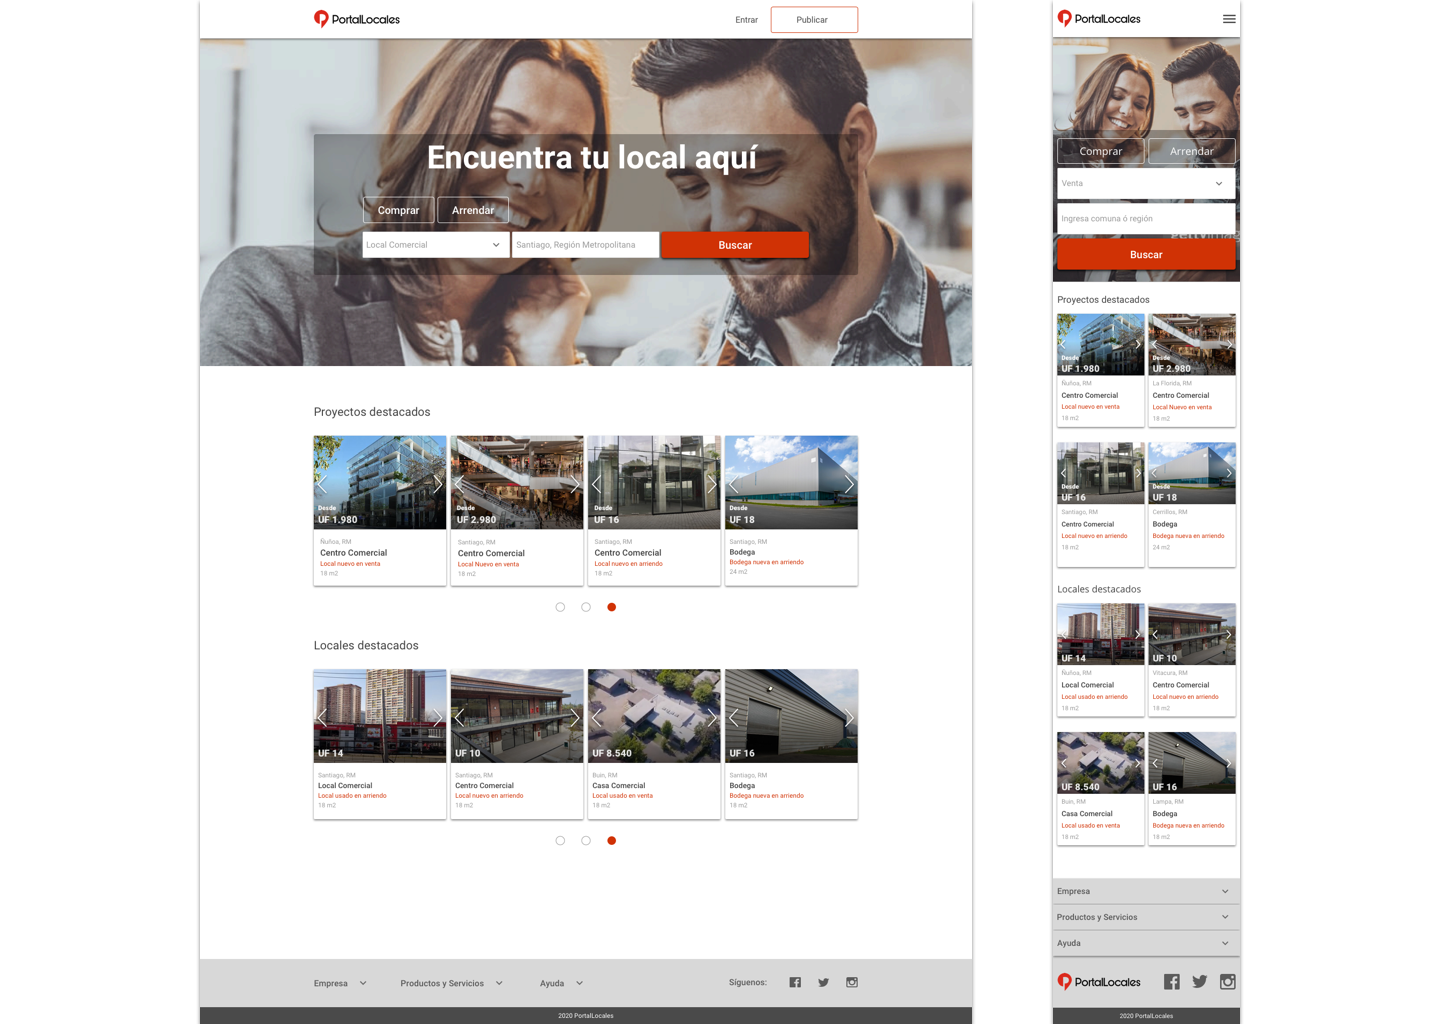 PortalLocales
Entrar
Publicar
Encuentra tu local aquí
Comprar
Arrendar
Local Comercial
Santiago, Región Metropolitana
Buscar
Proyectos destacados
Desde
UF 1.980
Ñuñoa, RM
Centro Comercial
Local nuevo en venta
18 m2
Desde
UF 2.980
Santiago, RM
Centro Comercial
Local Nuevo en venta
18 m2
Desde
UF 16
Santiago, RM
Centro Comercial
Local nuevo en arriendo
18 m2
Desde
UF 18
Santiago, RM
Bodega
Bodega nueva en arriendo
24 m2
Locales destacados
UF 14
Santiago, RM
Local Comercial
Local usado en arriendo
18 m2
UF 10
Santiago, RM
Centro Comercial
Local nuevo en arriendo
18 m2
UF 8.540
Buin, RM
Casa Comercial
Local usado en venta
18 m2
UF 16
Santiago, RM
Bodega
Bodega nueva en arriendo
18 m2
Empresa
Productos y Servicios
Ayuda
Síguenos:
2020 PortalLocales
PortalLocales
Comprar
Arrendar
Venta
Ingresa comuna ó región
Buscar
Proyectos destacados
Desde
UF 1.980
Ñuñoa, RM
Centro Comercial
Local nuevo en venta
18 m2
Desde
UF 2.980
La Florida, RM
Centro Comercial
Local Nuevo en venta
18 m2
Desde
UF 16
Santiago, RM
Centro Comercial
Local nuevo en arriendo
18 m2
Desde
UF 18
Cerrillos, RM
Bodega
Bodega nueva en arriendo
24 m2
Locales destacados
UF 14
Ñuñoa, RM
Local Comercial
Local usado en arriendo
18 m2
UF 10
Vitacura, RM
Centro Comercial
Local nuevo en arriendo
18 m2
UF 8.540
Buin, RM
Casa Comercial
Local usado en venta
18 m2
UF 16
Lampa, RM
Bodega
Bodega nueva en arriendo
18 m2
Empresa
Productos y Servicios
Ayuda
PortalLocales
2020 PortalLocales